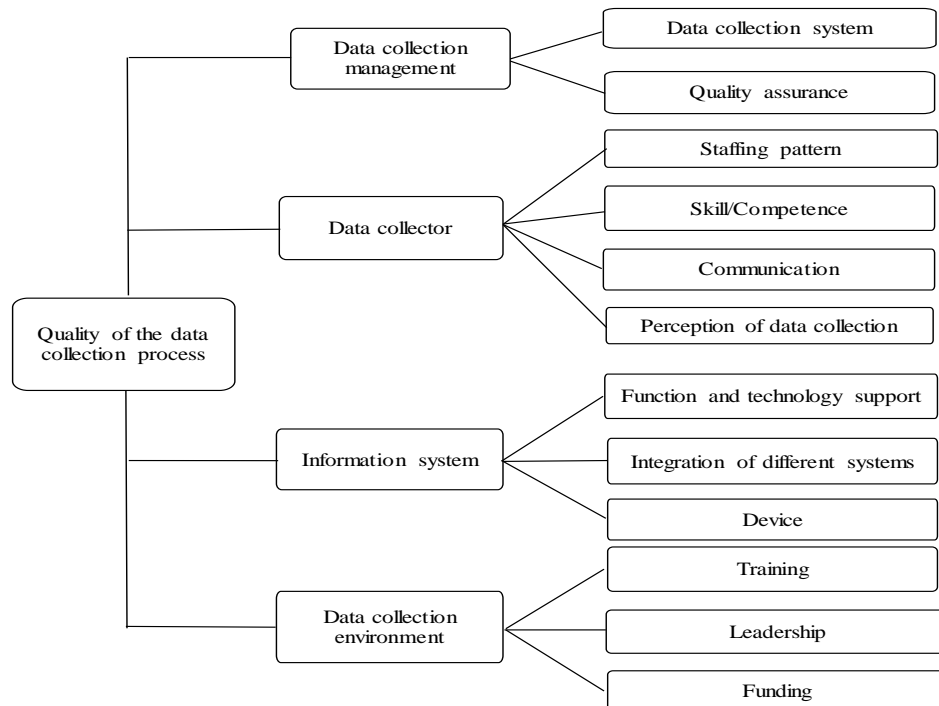 Quality of the data
collection process
Data collection
management
Data collection system
Quality assurance
Data collector
Staffing pattern
Skill/Competence
Communication
Perception of data collection
Information system
Function and technology support
Integration of different systems
Device
Data collection
environment
Training
Leadership
Funding